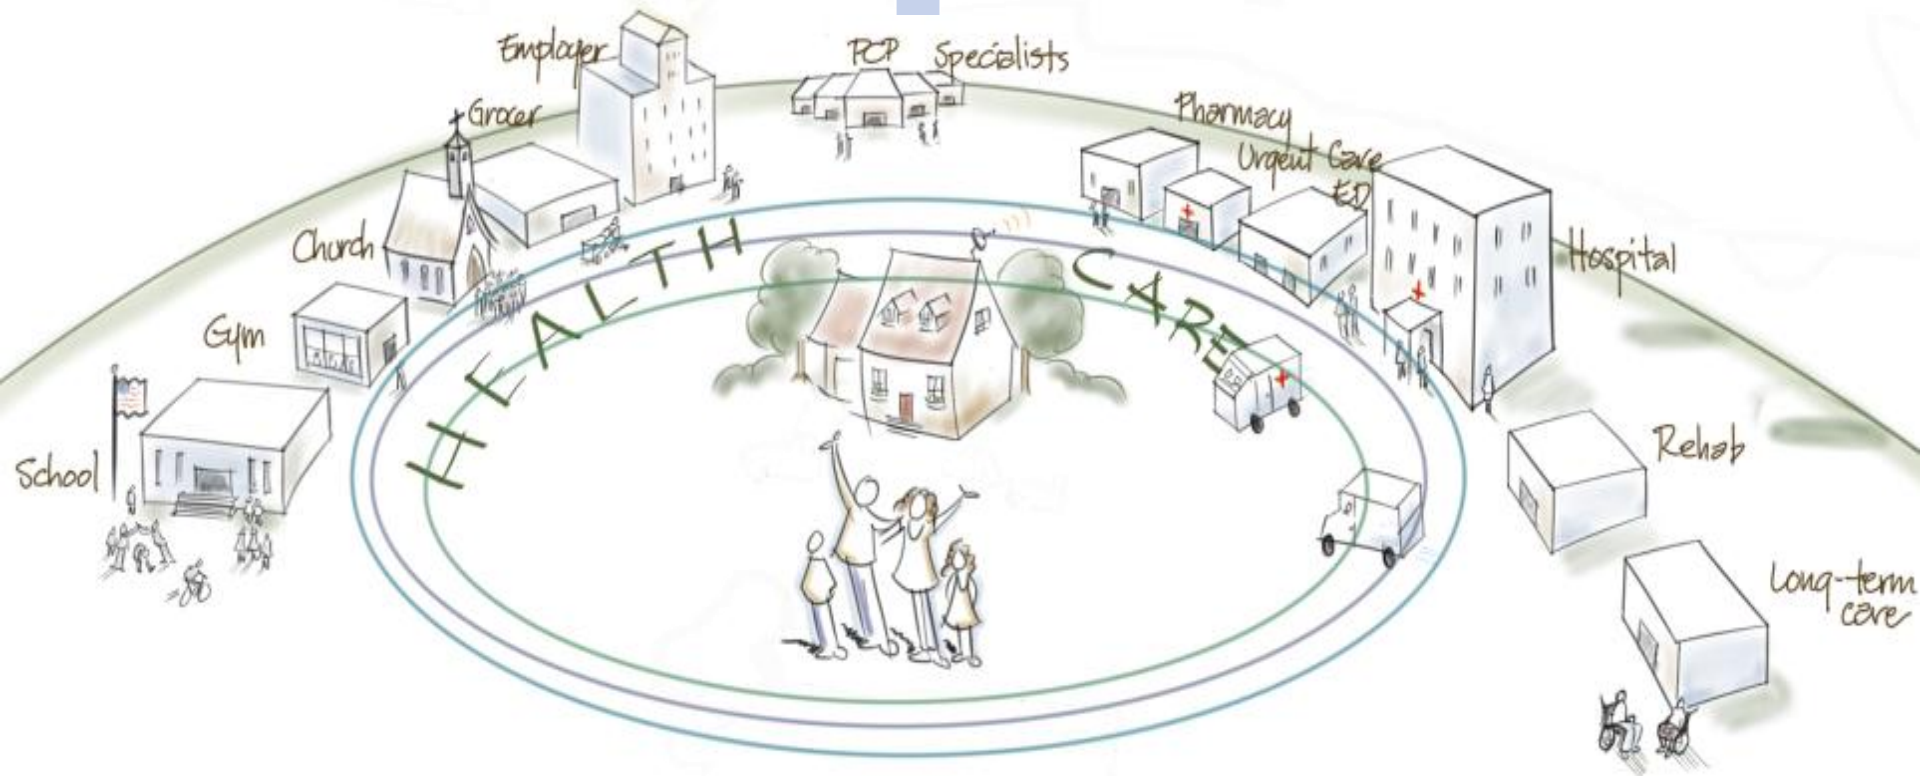 Employer
PCP Specialists
Grocer
Pharmacy
Urgent Care
ED
Church
Hospital
HEALTH CARE
Gym
School
Rehab
Long-term
care